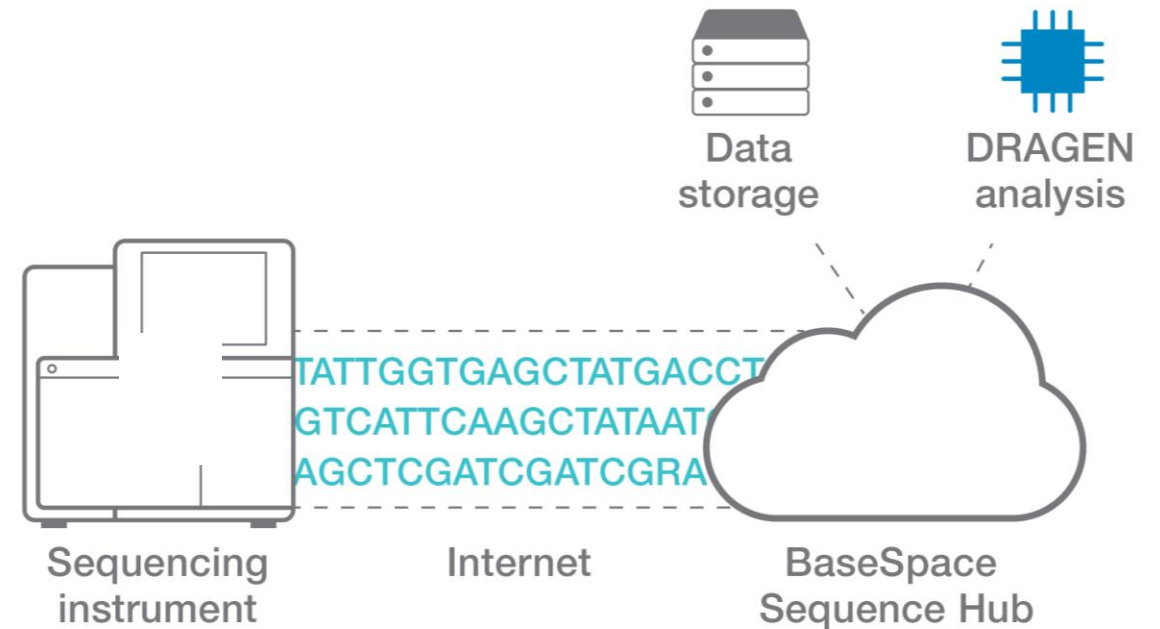 Data
storage
DRAGEN
analysis
TATTGGTGAGCTATGACCT
GTCATTCAAGCTATAAT
AGCTCGATCGATCGRA
Sequencing
instrument
Internet
BaseSpace
Sequence Hub